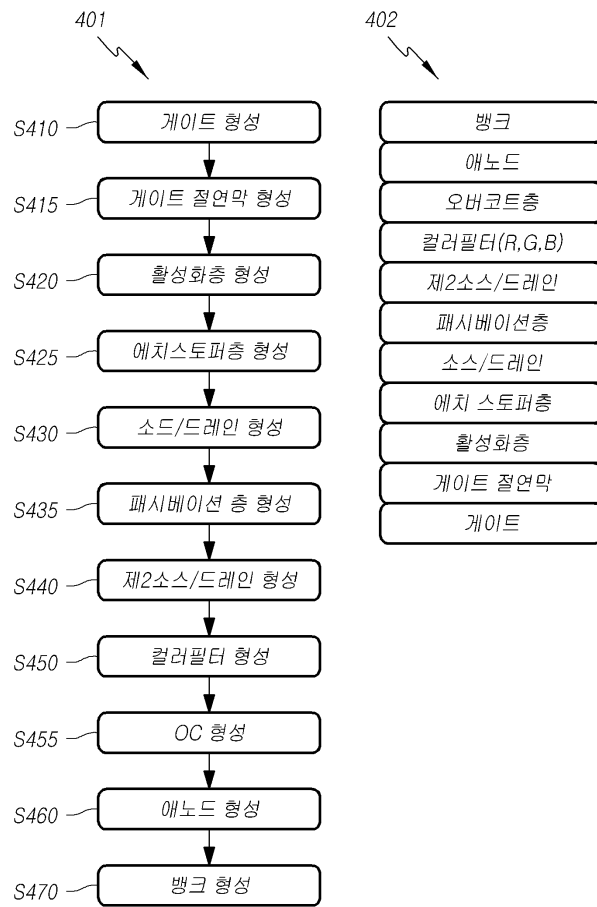 401
S410
게이트 형성
S415
게이트 절연막 형성
S420
활성화층 형성
S425
에치스토퍼층 형성
S430
소드/드레인 형성
S435
패시베이션 층 형성
S440
제2소스/드레인 형성
S450
컬러필터 형성
S455
OC 형성
S460
애노드 형성
S470
뱅크 형성
402
뱅크
애노드
오버코트층
컬러필터(R,G,B)
제2소스/드레인
패시베이션층
소스/드레인
에치 스토퍼층
활성화층
게이트 절연막
게이트